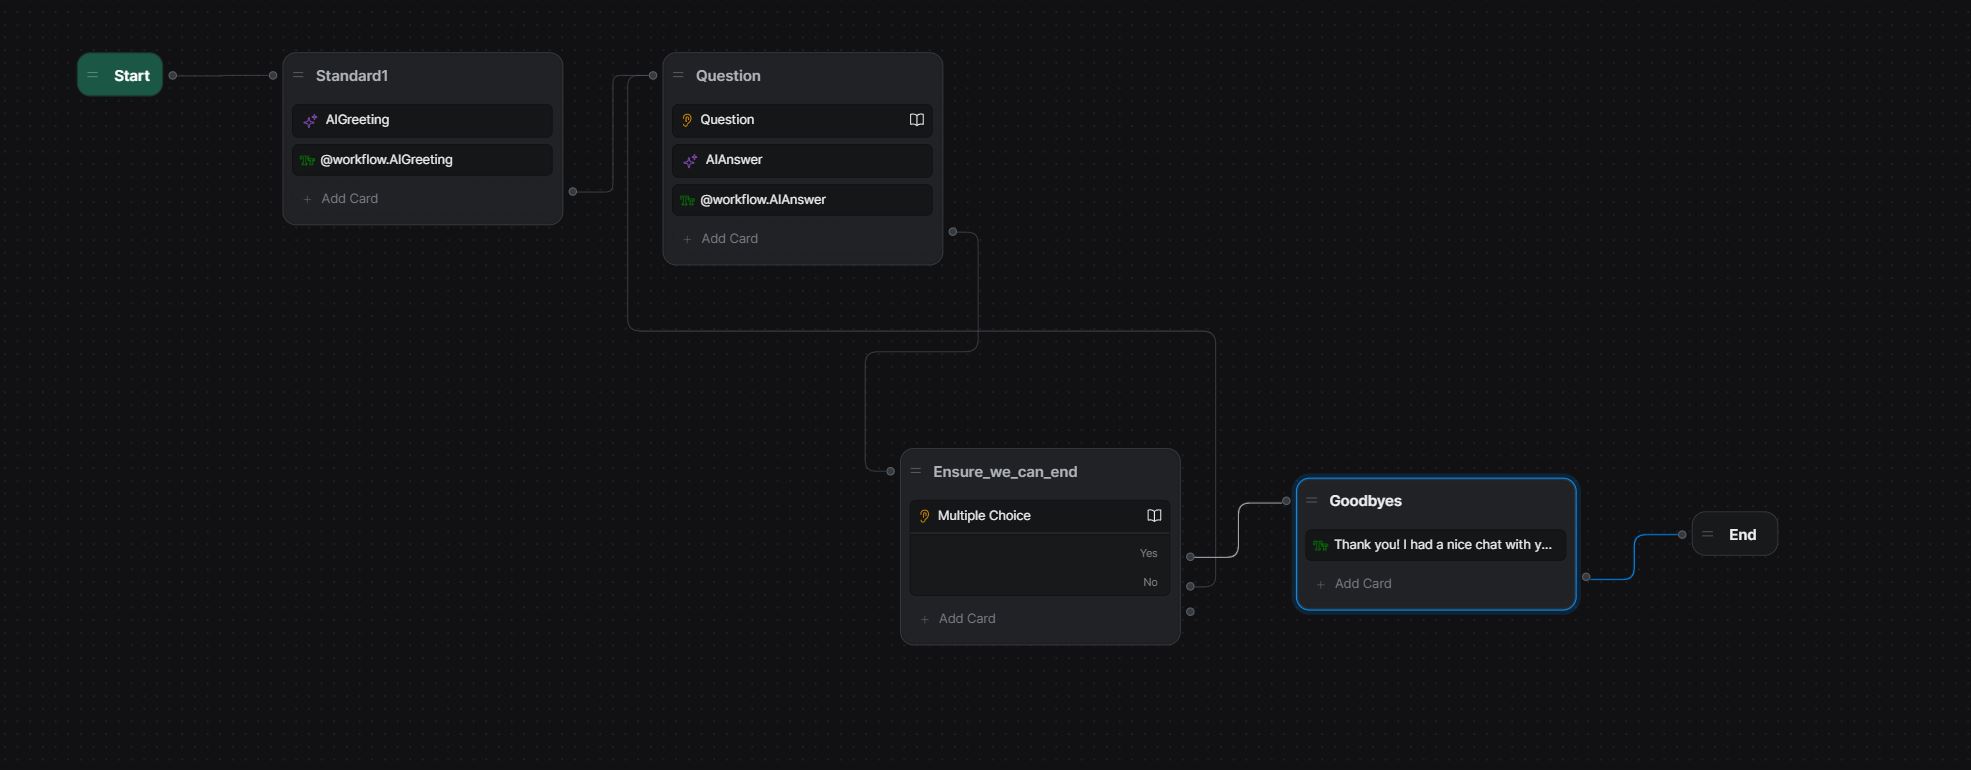 Start
Standard1
AIGreeting
@workflow.AIGreeting
+ Add Card
Question
Question
AIAnswer
@workflow.AIAnswer
+ Add Card
Ensure_we_can_end
Multiple Choice
Yes
No
+ Add Card
Goodbyes
Thank you! I had a nice chat with y...
+ Add Card
End